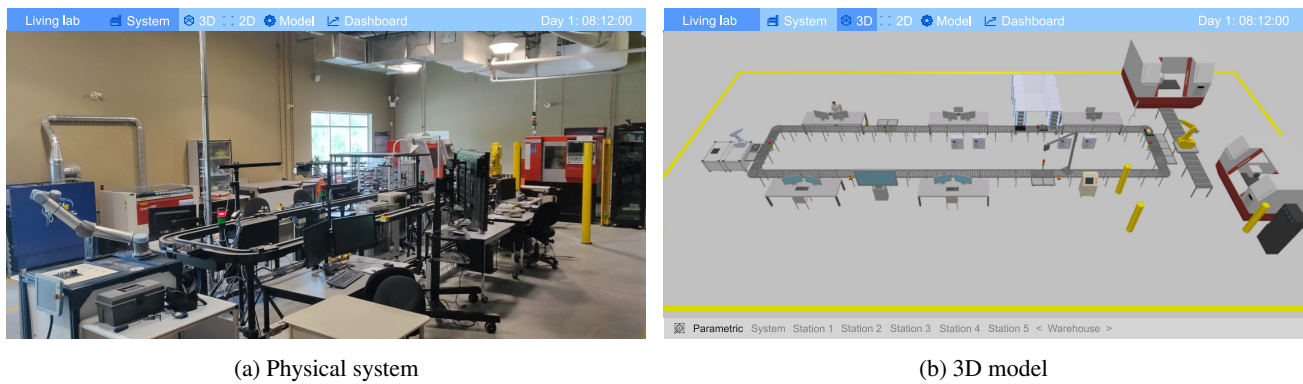 Living lab System 3D 2D Model Dashboard Day 1: 08:12:00
Living lab System 3D 2D Model Dashboard Day 1: 08:12:00
Parametric System Station 1 Station 2 Station 3 Station 4 Station 5 < Warehouse >
(a) Physical system
(b) 3D model